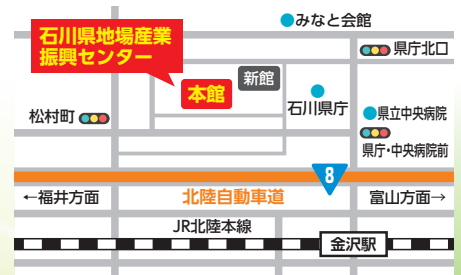 みなと会館
石川県地場産業
振興センター
県庁北口
新館
本館
石川県庁
松村町
県立中央病院
県庁・中央病院前
8
←福井方面
北陸自動車道
富山方面→
JR北陸本線
金沢駅